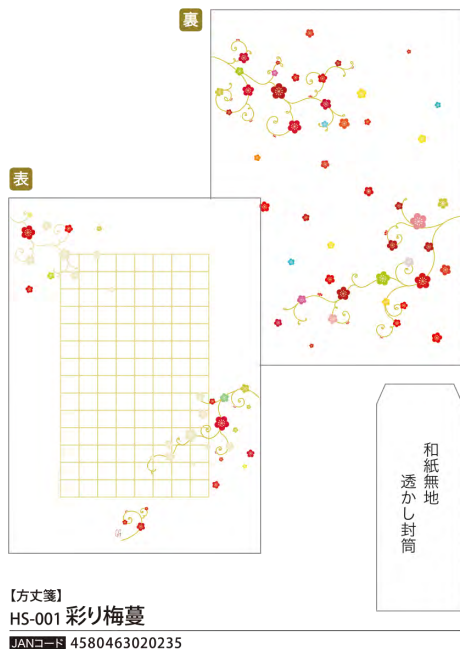 裏
表
和紙無地
透かし封筒
【方丈箋】
HS-001 彩り梅蔓
JANコード 4580463020235